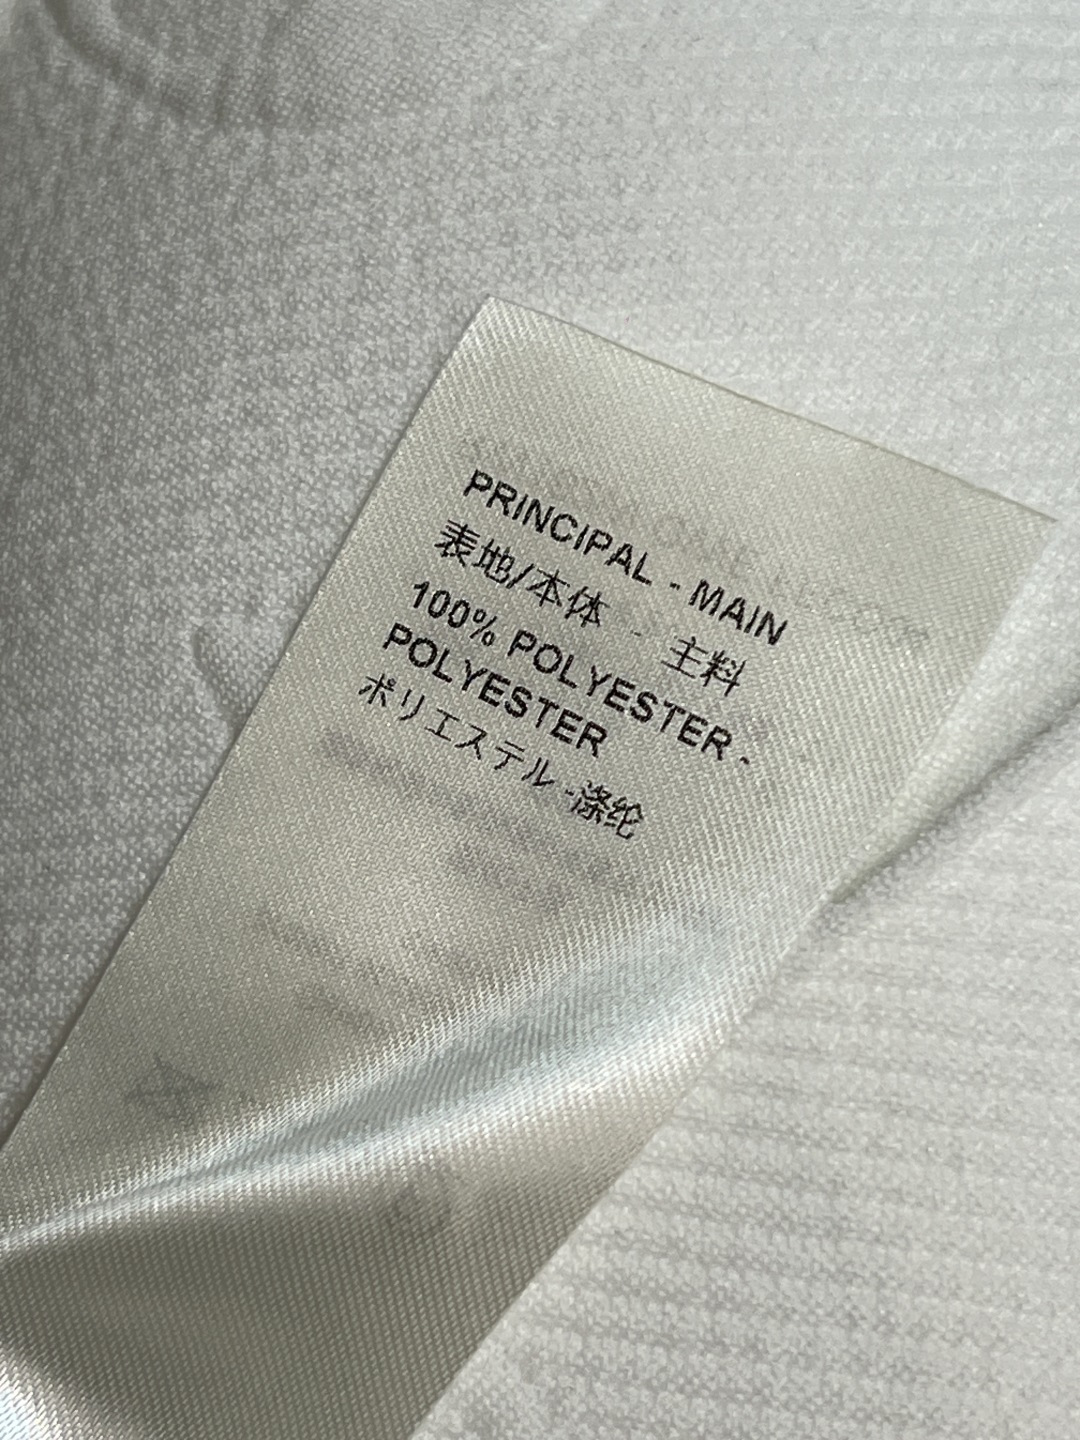 PRINCIPAL - MAIN
表地/本体 - 主料
100% POLYESTER -
POLYESTER
ポリエステル -涤纶